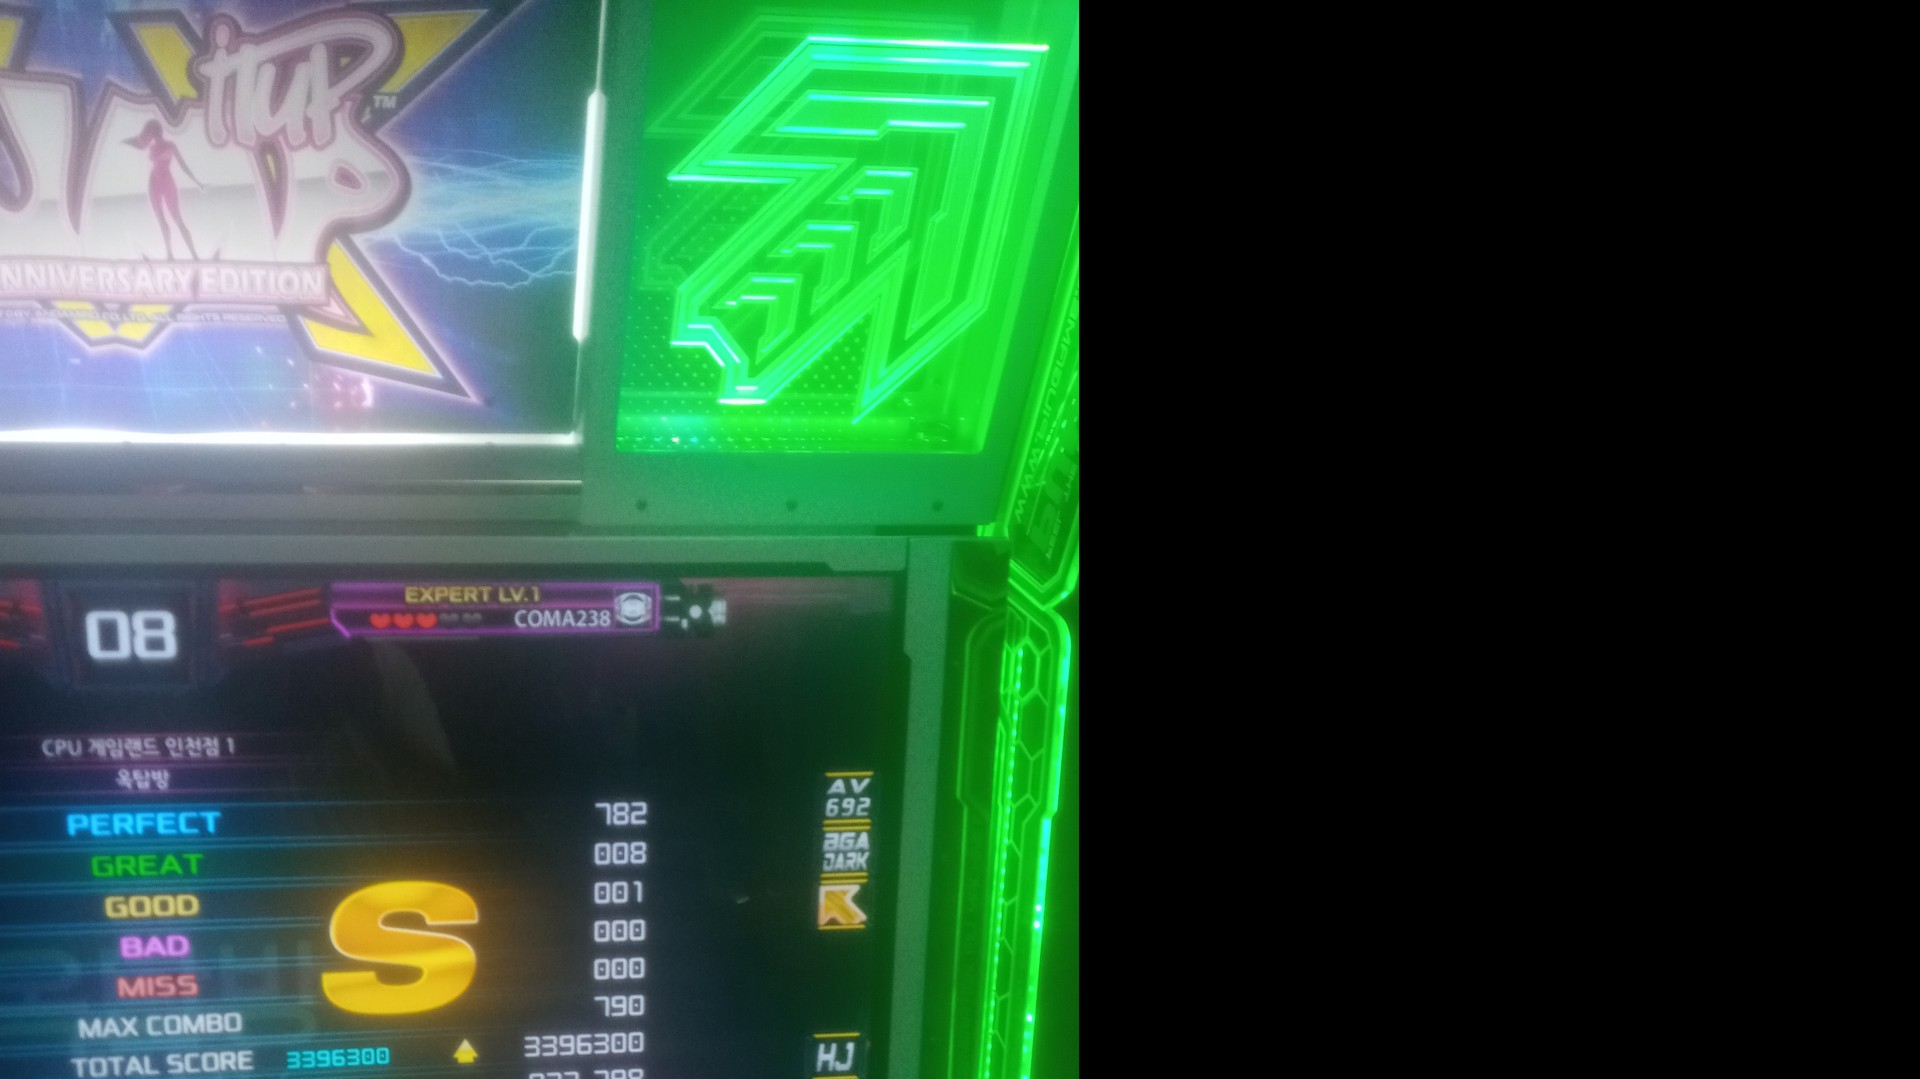 itUP
™
NNIVERSARY EDITION
08
EXPERT LV.1
COMA238
CPU 게임랜드 인천점 1
옥탑방
PERFECT 782
GREAT 008
GOOD 001
BAD 000
MISS 000
MAX COMBO 790
TOTAL SCORE 3396300 3396300
S
AV
692
BGA
DARK
HJ